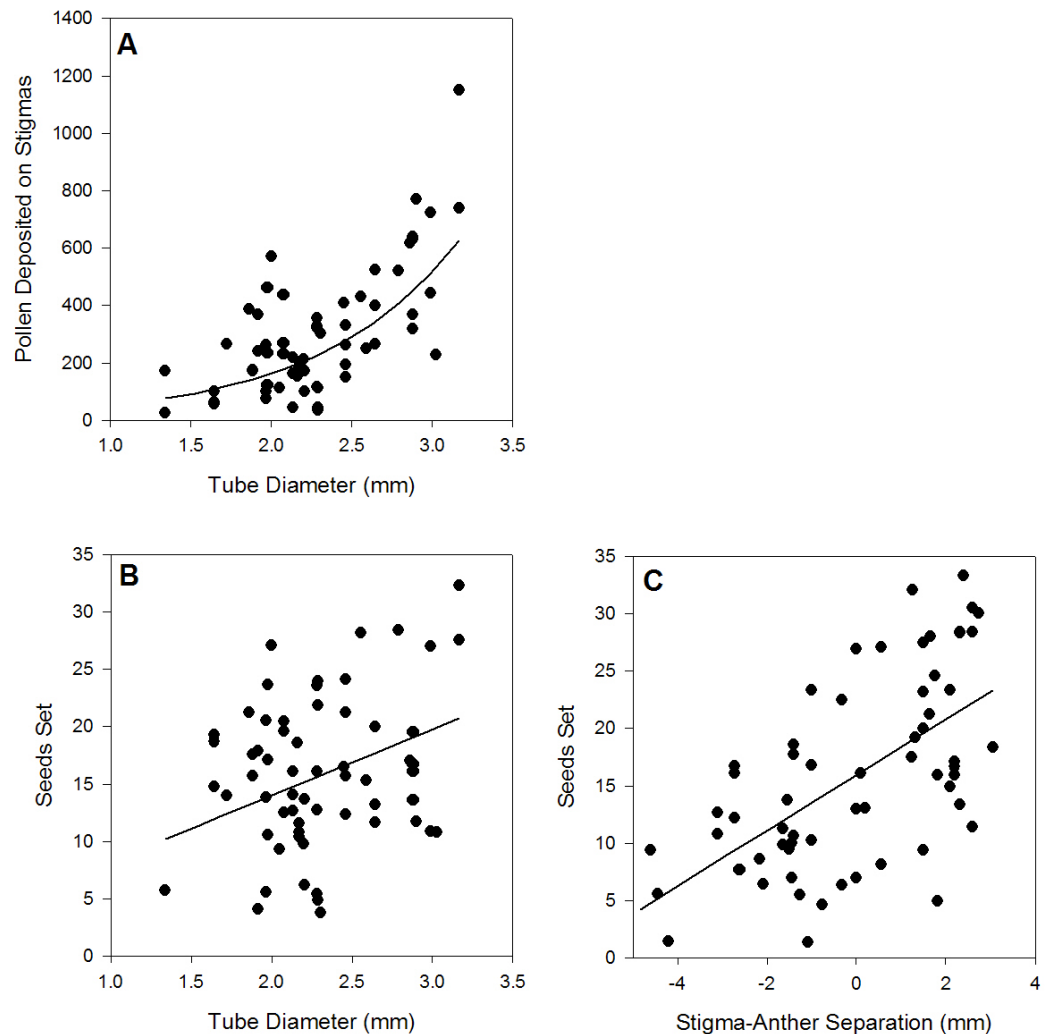 A
Pollen Deposited on Stigmas
1400
1200
1000
800
600
400
200
0
1.0 1.5 2.0 2.5 3.0 3.5
Tube Diameter (mm)
B
Seeds Set
35
30
25
20
15
10
5
0
1.0 1.5 2.0 2.5 3.0 3.5
Tube Diameter (mm)
C
Seeds Set
35
30
25
20
15
10
5
0
-4 -2 0 2 4
Stigma-Anther Separation (mm)